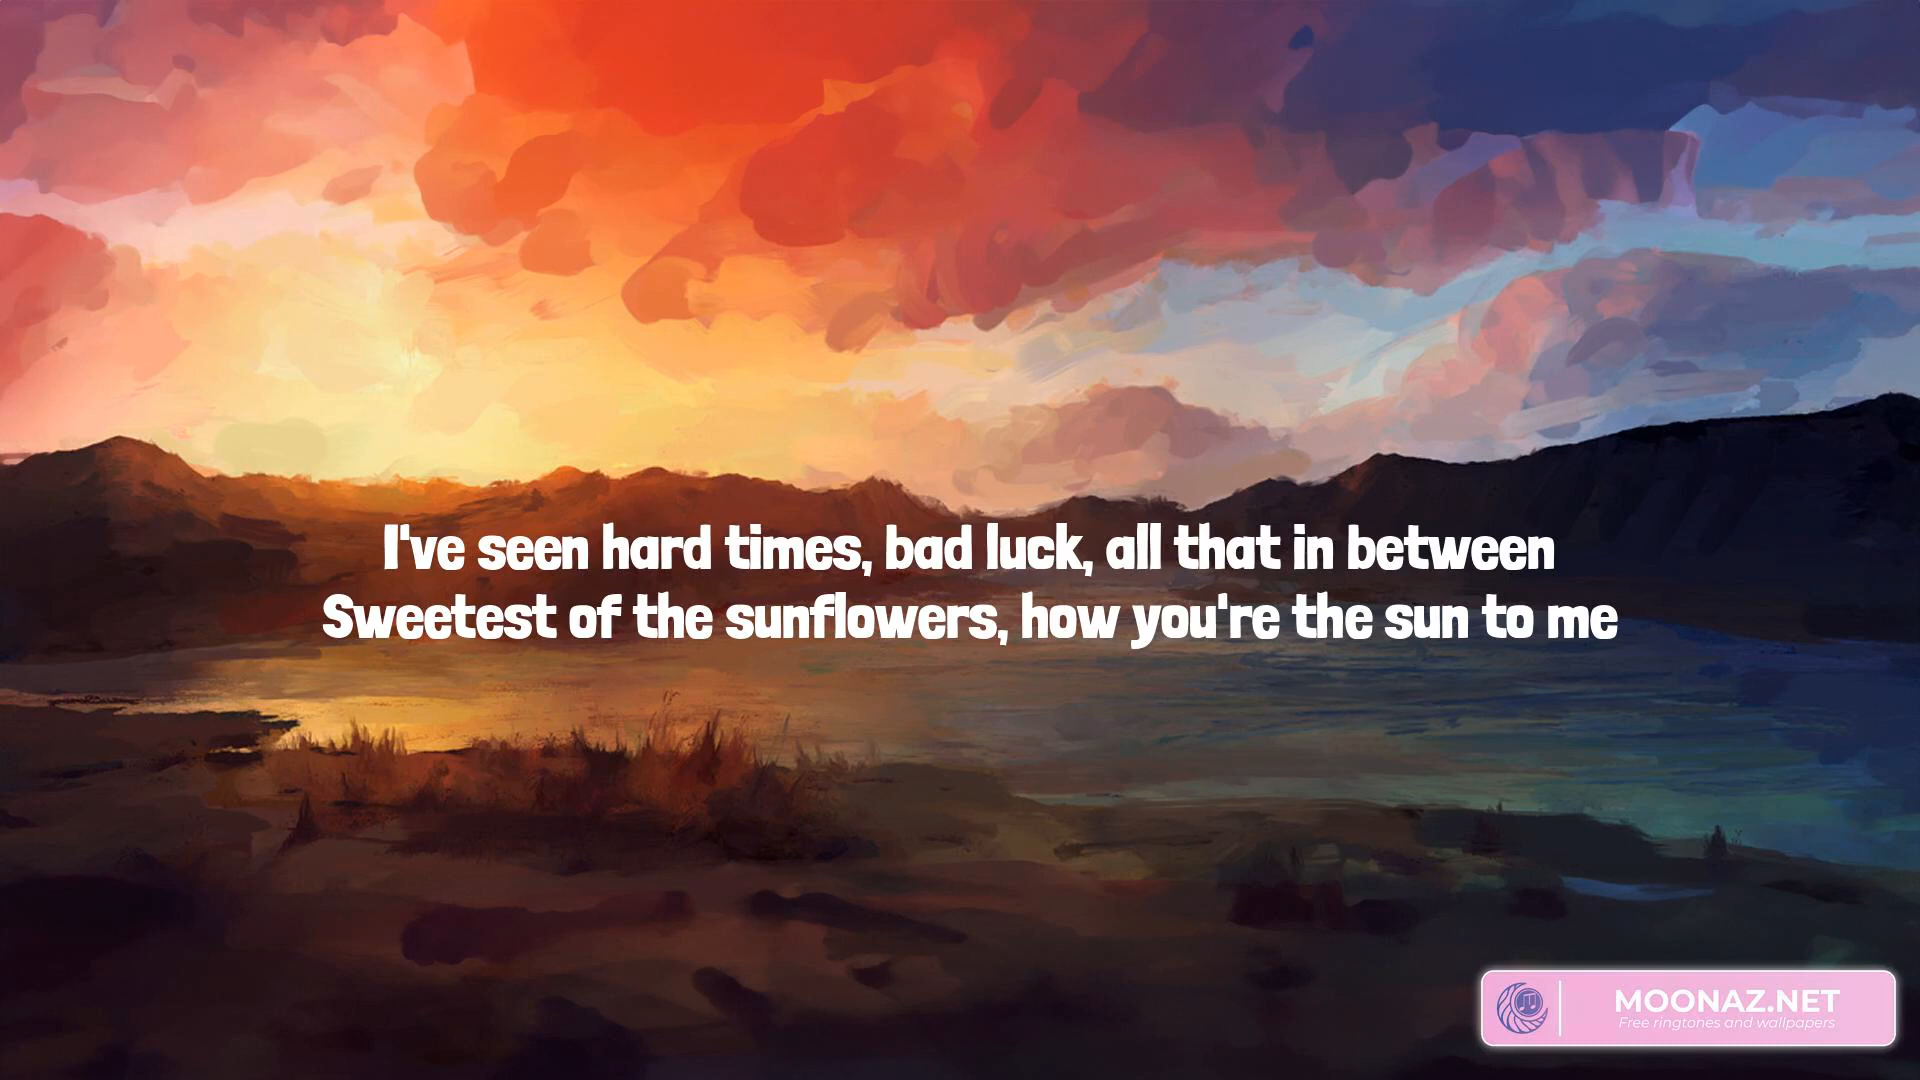 I've seen hard times, bad luck, all that in between
Sweetest of the sunflowers, how you're the sun to me
MOONAZ.NET
Free ringtones and wallpapers